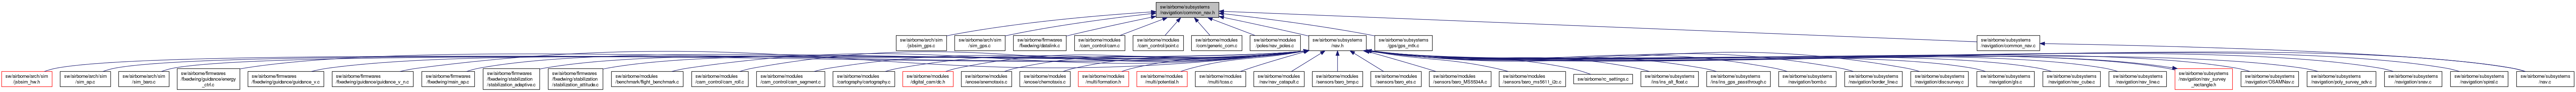 sw/airborne/subsystems
/navigation/common_nav.h
sw/airborne/arch/sim
/jsbsim_gps.c
sw/airborne/arch/sim
/sim_gps.c
sw/airborne/firmwares
/fixedwing/datalink.c
sw/airborne/modules
/cam_control/cam.c
sw/airborne/modules
/cam_control/point.c
sw/airborne/modules
/com/generic_com.c
sw/airborne/modules
/poles/nav_poles.c
sw/airborne/subsystems
/nav.h
sw/airborne/subsystems
/gps/gps_mtk.c
sw/airborne/subsystems
/navigation/common_nav.c
sw/airborne/arch/sim
/jsbsim_hw.h
sw/airborne/arch/sim
/sim_ap.c
sw/airborne/arch/sim
/sim_baro.c
sw/airborne/firmwares
/fixedwing/guidance/energy
_ctrl.c
sw/airborne/firmwares
/fixedwing/guidance/guidance_v.c
sw/airborne/firmwares
/fixedwing/guidance/guidance_v_n.c
sw/airborne/firmwares
/fixedwing/main_ap.c
sw/airborne/firmwares
/fixedwing/stabilization
/stabilization_adaptive.c
sw/airborne/firmwares
/fixedwing/stabilization
/stabilization_attitude.c
sw/airborne/modules
/benchmark/flight_benchmark.c
sw/airborne/modules
/cam_control/cam_roll.c
sw/airborne/modules
/cam_control/cam_segment.c
sw/airborne/modules
/cartography/cartography.c
sw/airborne/modules
/digital_cam/dc.h
sw/airborne/modules
/enose/anemotaxis.c
sw/airborne/modules
/enose/chemotaxis.c
sw/airborne/modules
/multi/formation.h
sw/airborne/modules
/multi/potential.h
sw/airborne/modules
/multi/tcas.c
sw/airborne/modules
/nav/nav_catapult.c
sw/airborne/modules
/sensors/baro_bmp.c
sw/airborne/modules
/sensors/baro_ets.c
sw/airborne/modules
/sensors/baro_MS5534A.c
sw/airborne/modules
/sensors/baro_ms5611_i2c.c
sw/airborne/rc_settings.c
sw/airborne/subsystems
/ins/ins_alt_float.c
sw/airborne/subsystems
/ins/ins_gps_passthrough.c
sw/airborne/subsystems
/navigation/bomb.c
sw/airborne/subsystems
/navigation/border_line.c
sw/airborne/subsystems
/navigation/discsurvey.c
sw/airborne/subsystems
/navigation/gls.c
sw/airborne/subsystems
/navigation/nav_cube.c
sw/airborne/subsystems
/navigation/nav_line.c
sw/airborne/subsystems
/navigation/nav_survey
_rectangle.h
sw/airborne/subsystems
/navigation/OSAMNav.c
sw/airborne/subsystems
/navigation/poly_survey_adv.c
sw/airborne/subsystems
/navigation/snav.c
sw/airborne/subsystems
/navigation/spiral.c
sw/airborne/subsystems
/nav.c